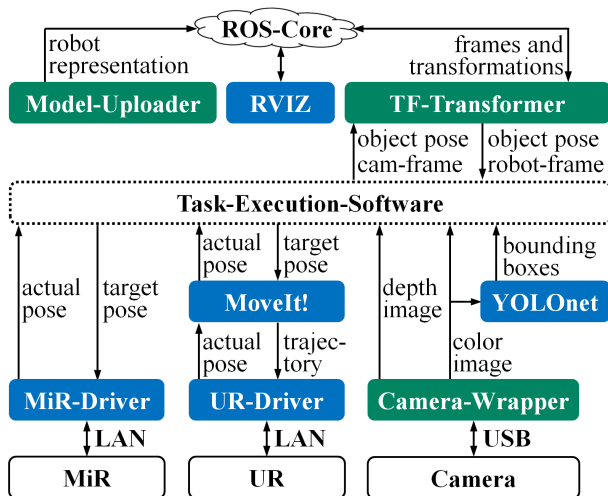 ROS-Core
robot
representation
frames and
transformations
Model-Uploader
RVIZ
TF-Transformer
object pose
cam-frame
object pose
robot-frame
Task-Execution-Software
actual
pose
target
pose
actual
pose
target
pose
depth
image
bounding
boxes
MoveIt!
YOLOnet
actual
pose
trajec-
tory
color
image
MiR-Driver
UR-Driver
Camera-Wrapper
LAN
LAN
USB
MiR
UR
Camera